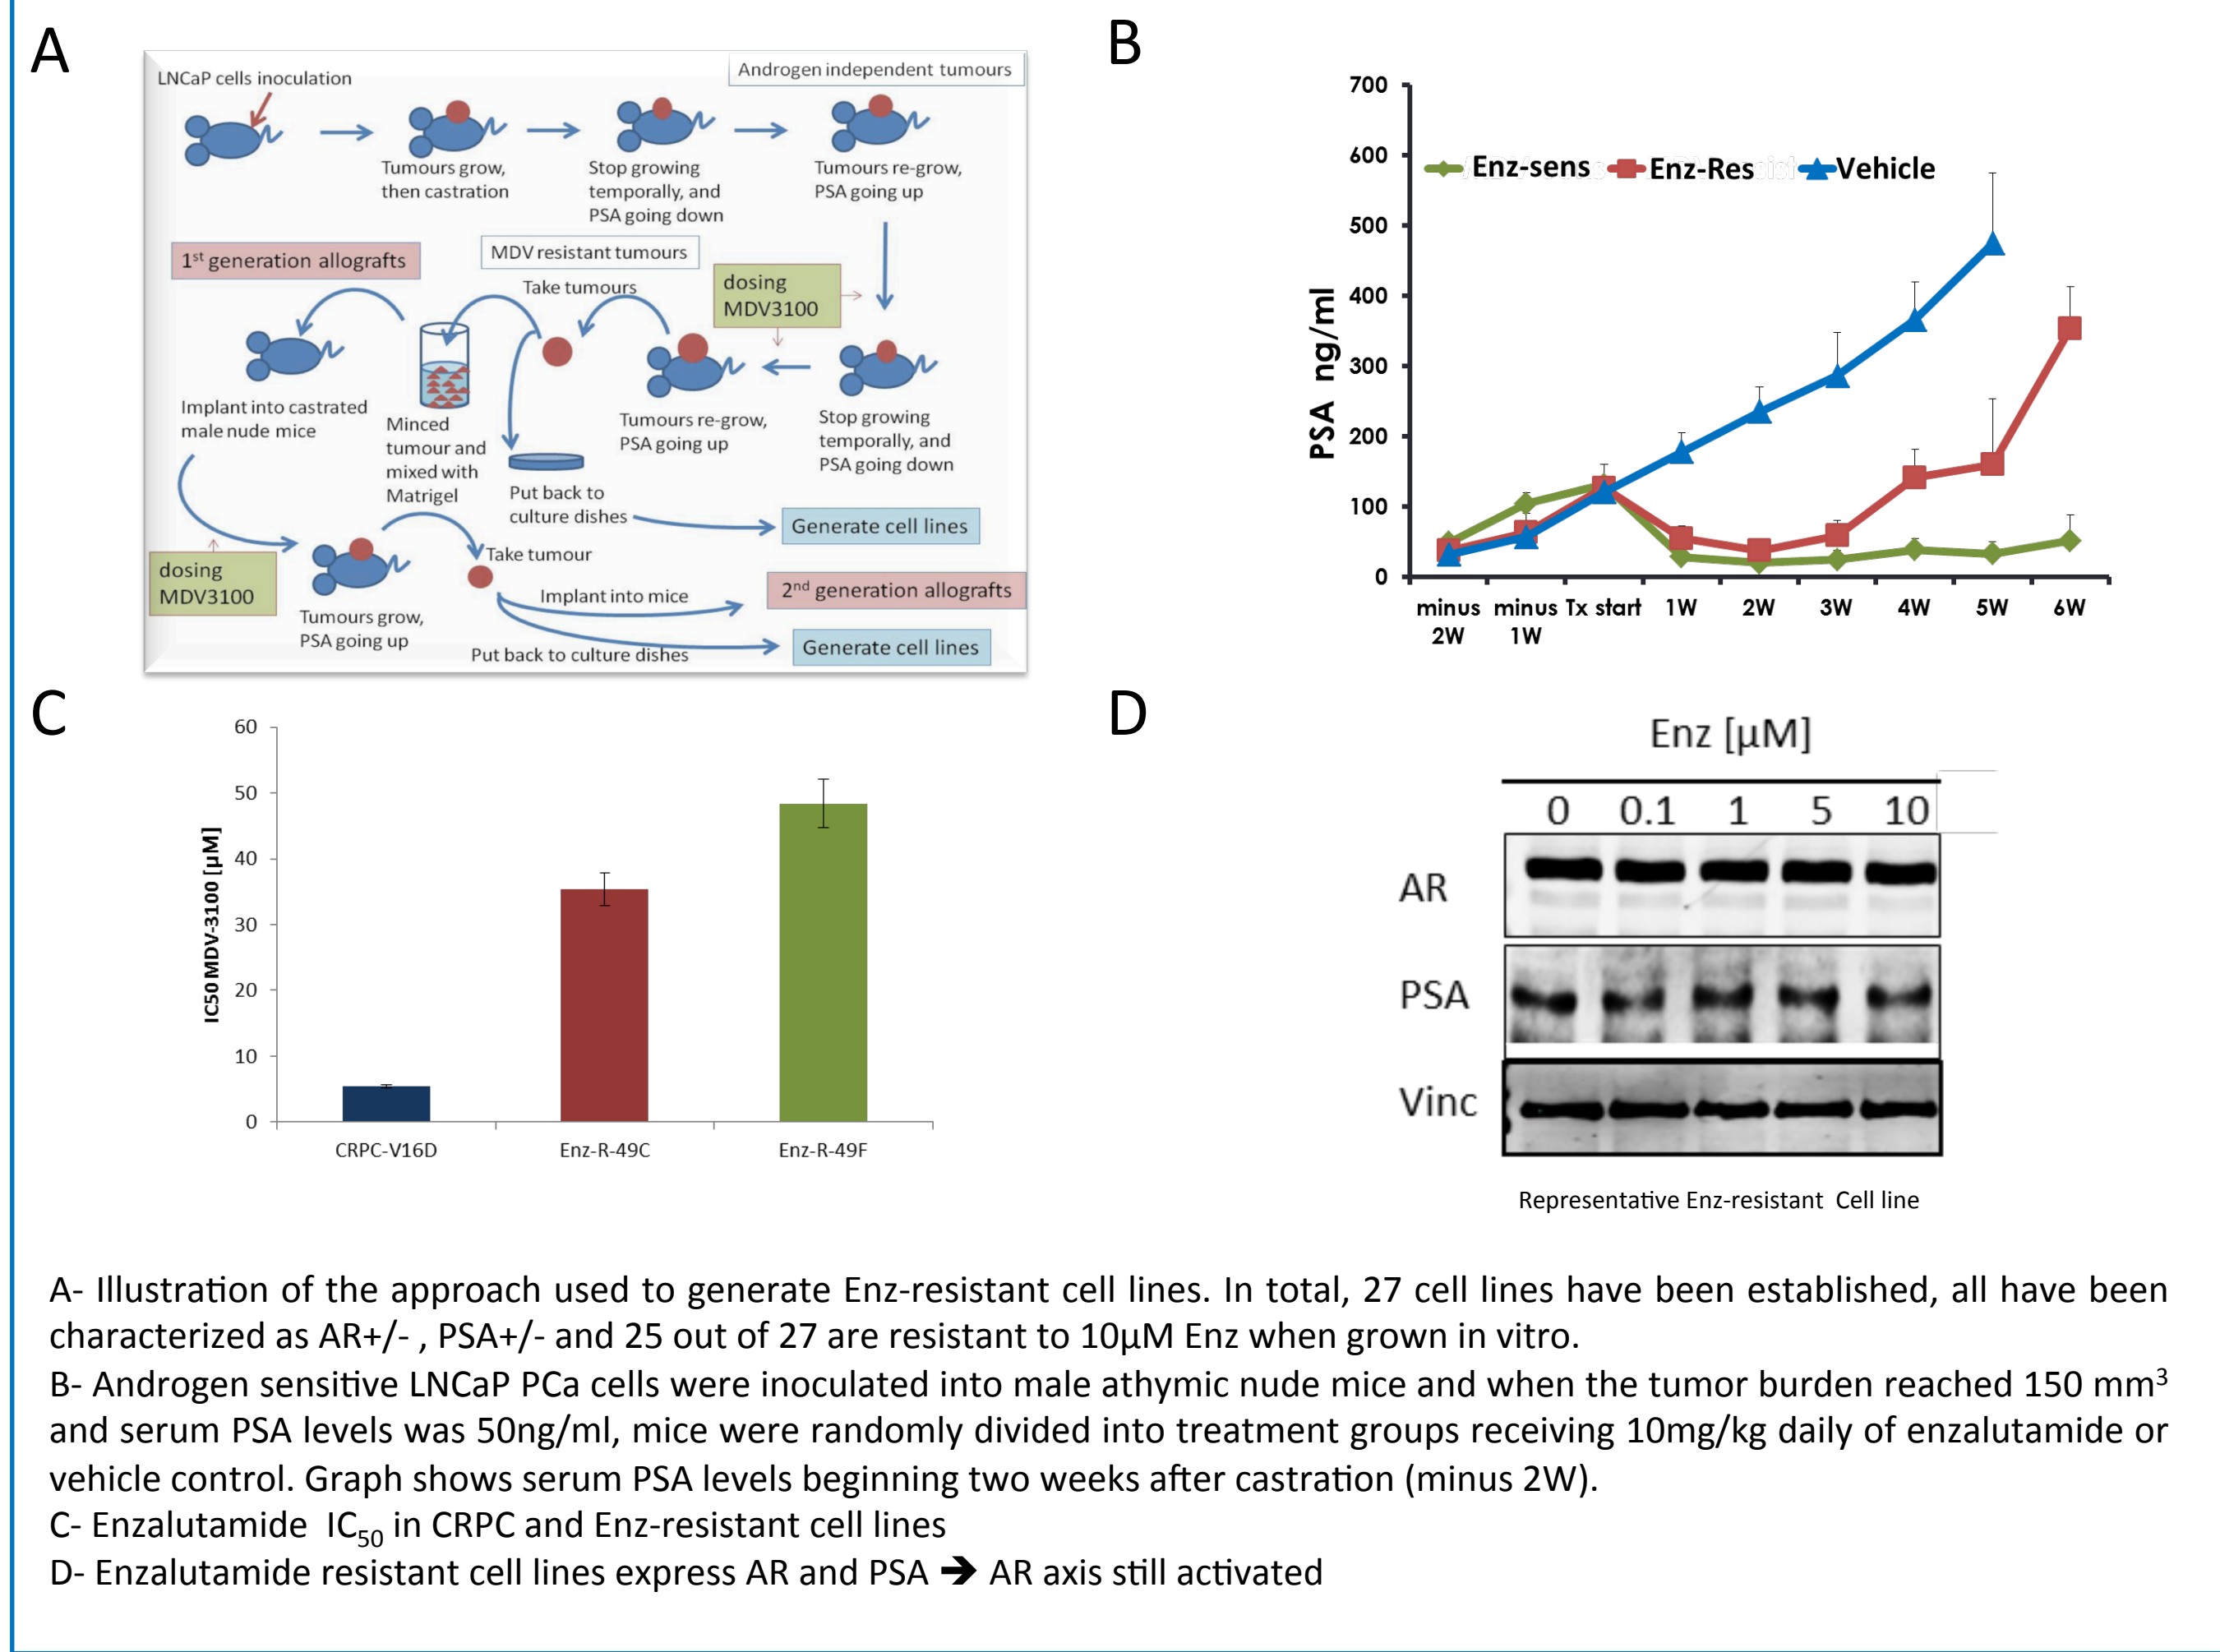 A
LNCaP cells inoculation
Androgen independent tumours
Tumours grow,
then castration
Stop growing
temporally, and
PSA going down
Tumours re-grow,
PSA going up
1st generation allografts
MDV resistant tumours
Take tumours
dosing
MDV3100
Implant into castrated
male nude mice
Minced
tumour and
mixed with
Matrigel
Tumours re-grow,
PSA going up
Stop growing
temporally, and
PSA going down
Put back to
culture dishes
Generate cell lines
dosing
MDV3100
Take tumour
Tumours grow,
PSA going up
Implant into mice
2nd generation allografts
Put back to culture dishes
Generate cell lines
B
PSA ng/ml
700
600
500
400
300
200
100
0
Enz-sens Enz-Res Vehicle
minus 2W
minus 1W
Tx start
1W
2W
3W
4W
5W
6W
C
IC50 MDV-3100 [µM]
60
50
40
30
20
10
0
CRPC-V16D
Enz-R-49C
Enz-R-49F
D
Enz [µM]
0 0.1 1 5 10
AR
PSA
Vinc
Representative Enz-resistant Cell line
A- Illustration of the approach used to generate Enz-resistant cell lines. In total, 27 cell lines have been established, all have been
characterized as AR+/- , PSA+/- and 25 out of 27 are resistant to 10µM Enz when grown in vitro.
B- Androgen sensitive LNCaP PCa cells were inoculated into male athymic nude mice and when the tumor burden reached 150 mm3
and serum PSA levels was 50ng/ml, mice were randomly divided into treatment groups receiving 10mg/kg daily of enzalutamide or
vehicle control. Graph shows serum PSA levels beginning two weeks after castration (minus 2W).
C- Enzalutamide IC50 in CRPC and Enz-resistant cell lines
D- Enzalutamide resistant cell lines express AR and PSA ➔ AR axis still activated